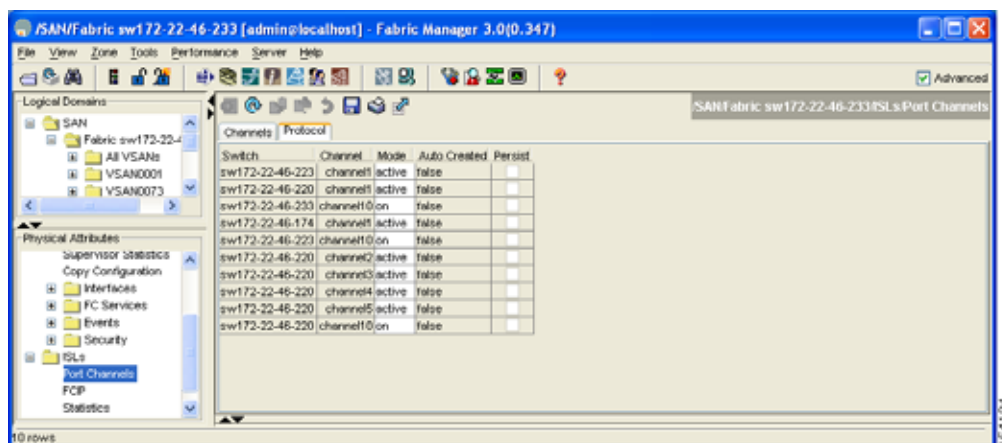 /SAN/Fabric sw172-22-46-233 [admin@localhost] - Fabric Manager 3.0(0.347)
File View Zone Tools Performance Server Help
Advanced
Logical Domains
SAN
Fabric sw172-22-4
All VSANs
VSAN0001
VSAN0073
Physical Attributes
Supervisor Statistics
Copy Configuration
Interfaces
FC Services
Events
Security
ISLs
Port Channels
FCIP
Statistics
/SAN/Fabric sw172-22-46-233/ISLs/Port Channels
Channels Protocol
Switch Channel Mode Auto Created Persist
sw172-22-46-223 channel1 active false
sw172-22-46-220 channel1 active false
sw172-22-46-233 channel10 on false
sw172-22-46-174 channel1 active false
sw172-22-46-223 channel10 on false
sw172-22-46-220 channel2 active false
sw172-22-46-220 channel3 active false
sw172-22-46-220 channel4 active false
sw172-22-46-220 channel5 active false
sw172-22-46-220 channel10 on false
10 rows